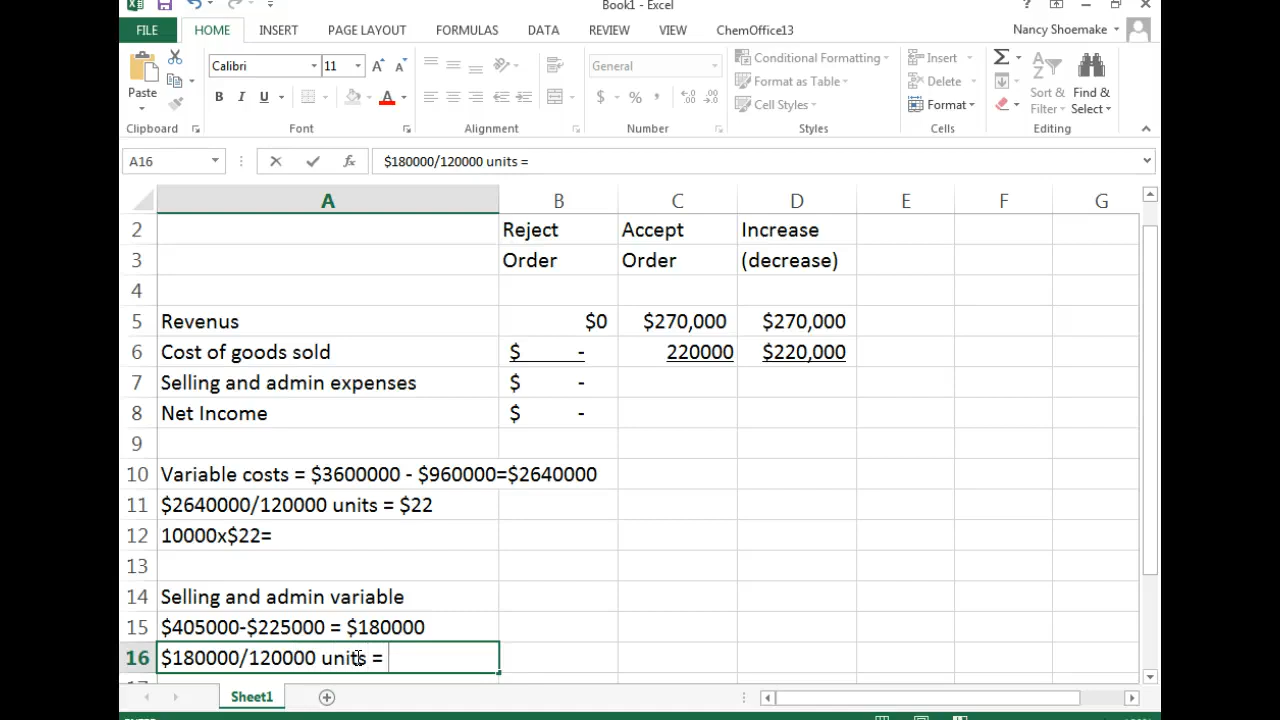 Book1 - Excel
FILE HOME INSERT PAGE LAYOUT FORMULAS DATA REVIEW VIEW ChemOffice13 Nancy Shoemake
Calibri 11 General Conditional Formatting Insert
Paste B I U $ % Format as Table Delete Sort & Find &
Cell Styles Format Filter Select
Clipboard Font Alignment Number Styles Cells Editing
A16 fx $180000/120000 units =
A B C D E F G
2 Reject Accept Increase
3 Order Order (decrease)
4
5 Revenus $0 $270,000 $270,000
6 Cost of goods sold $ - 220000 $220,000
7 Selling and admin expenses $ -
8 Net Income $ -
9
10 Variable costs = $3600000 - $960000=$2640000
11 $2640000/120000 units = $22
12 10000x$22=
13
14 Selling and admin variable
15 $405000-$225000 = $180000
16 $180000/120000 units =
Sheet1